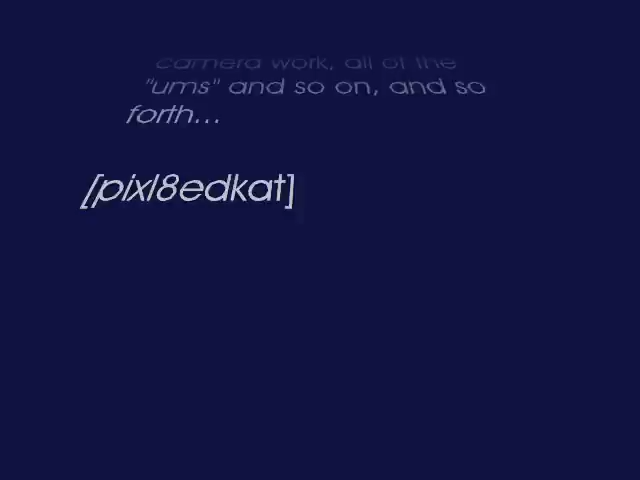 camera work, all of the
"ums" and so on, and so
forth...
[pixl8edkat]